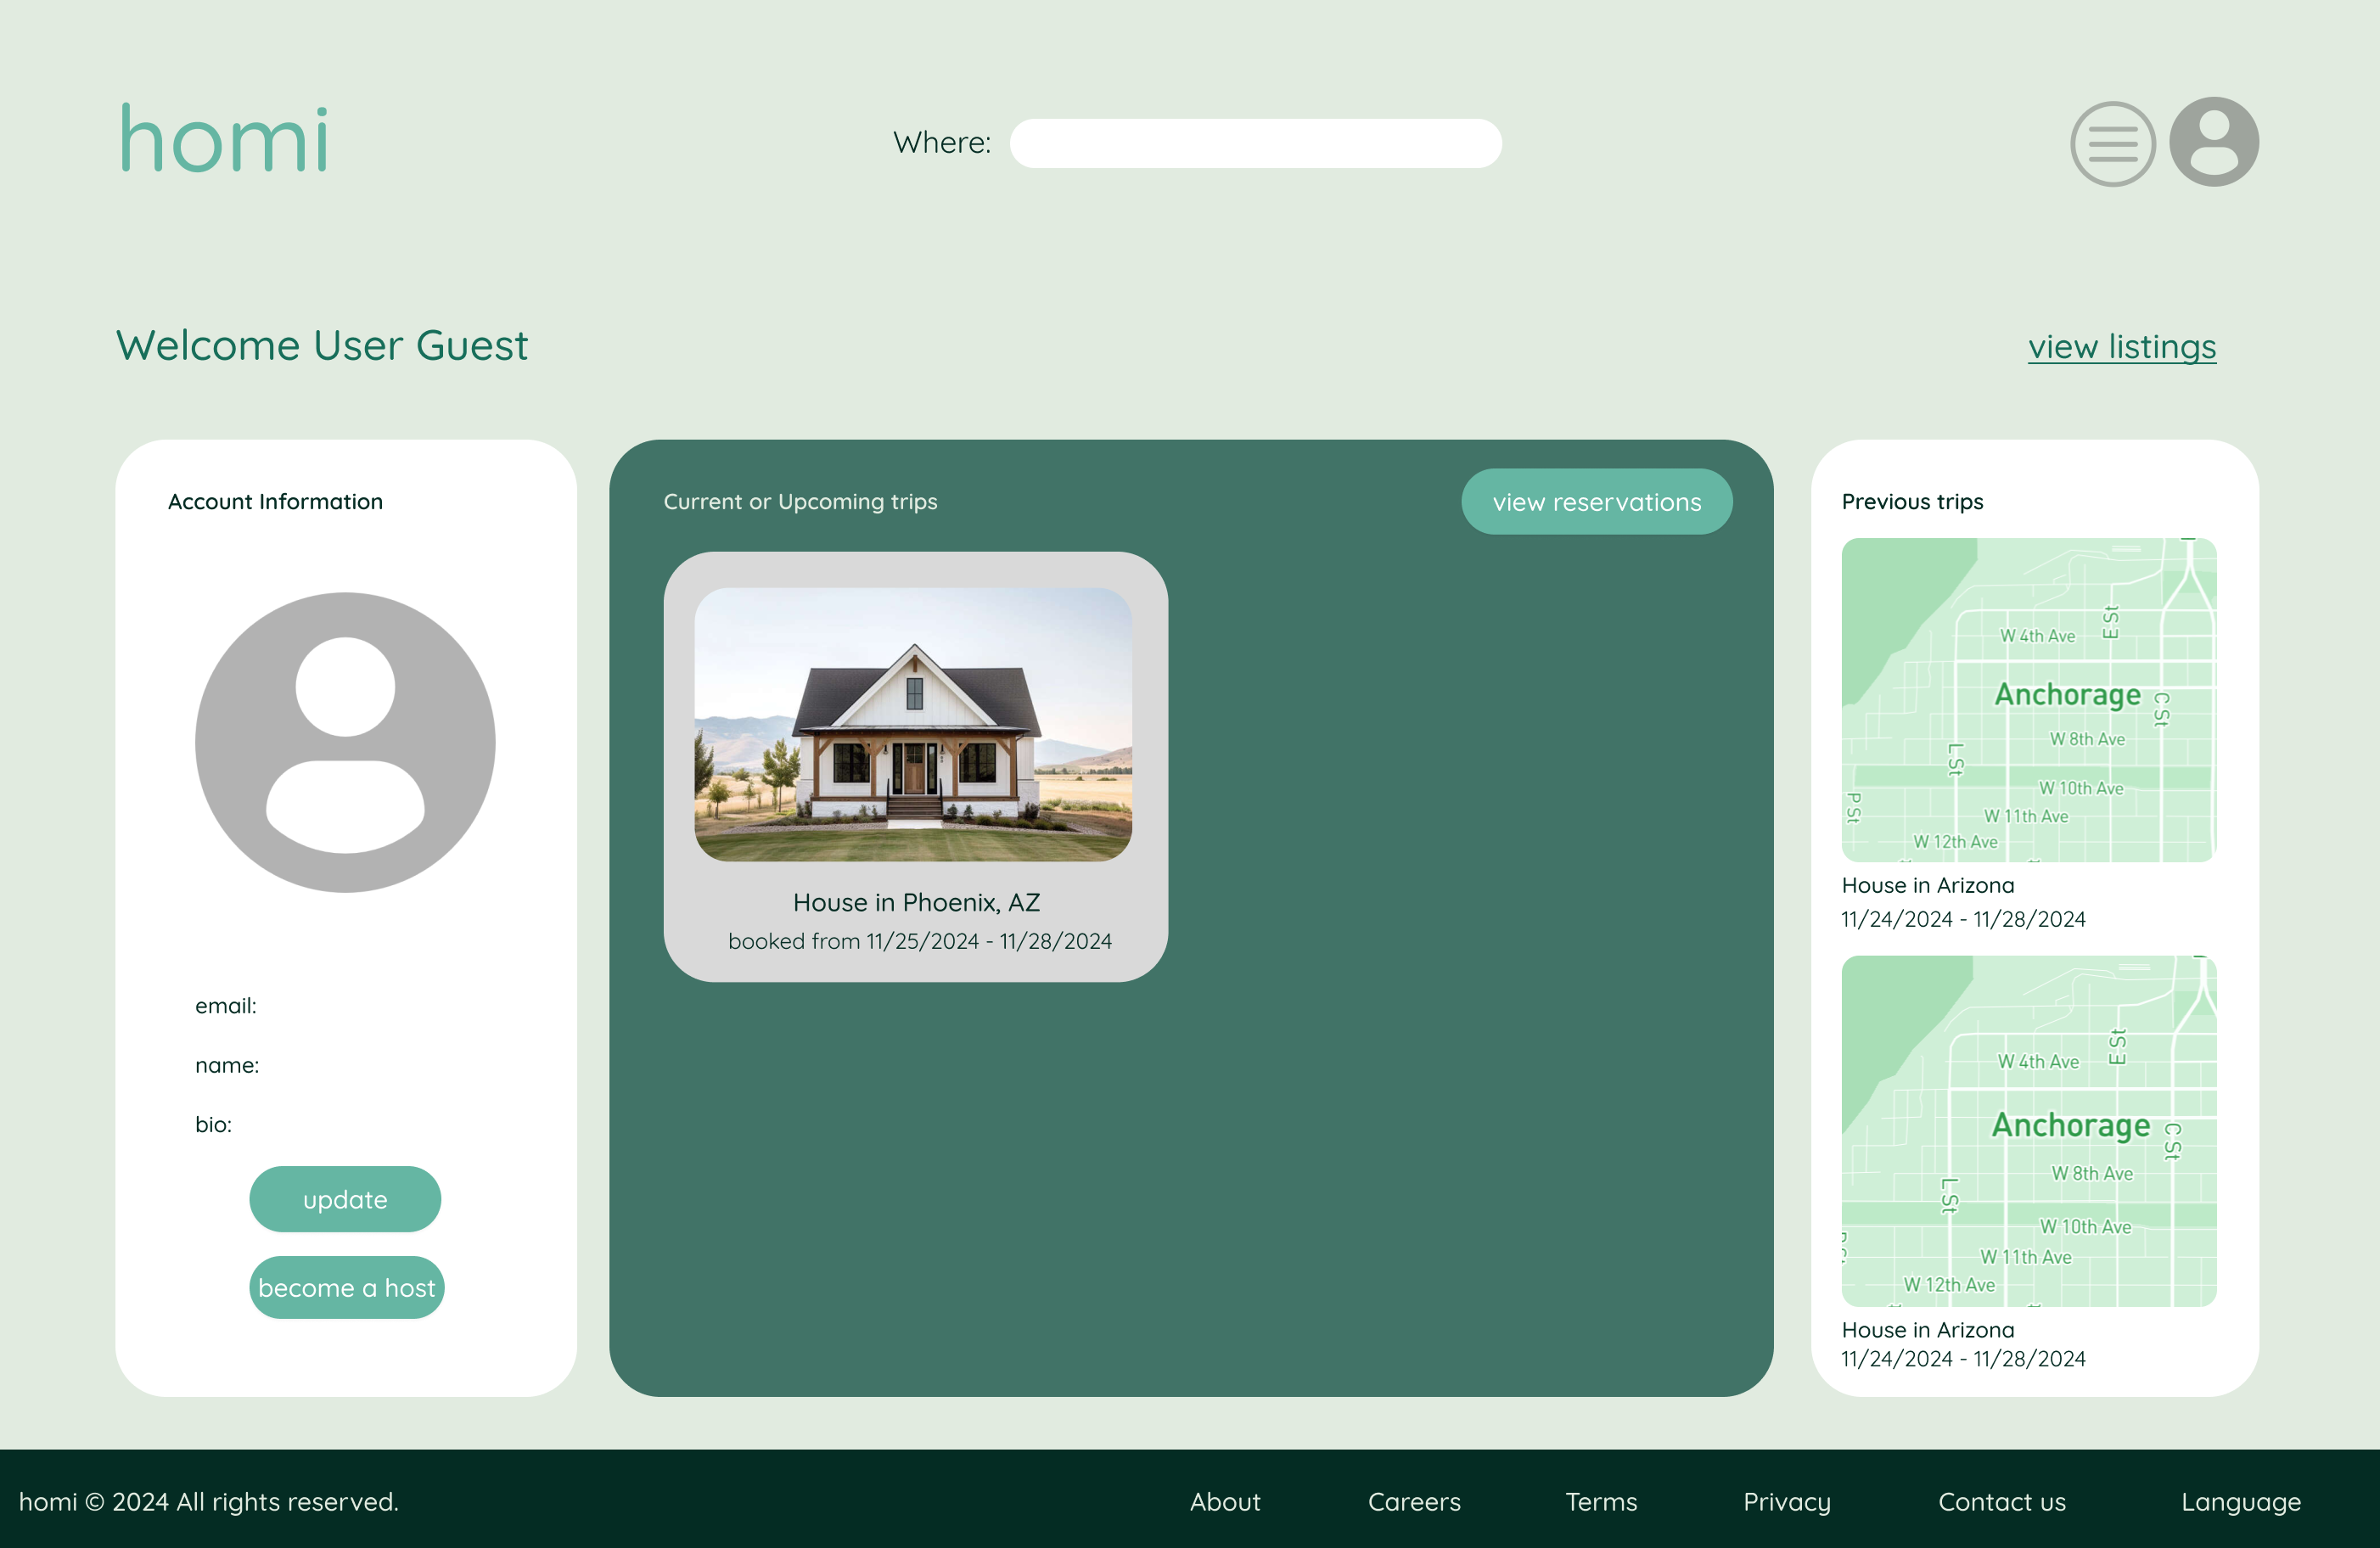 homi
Where:
Welcome User Guest
view listings
Account Information
email:
name:
bio:
update
become a host
Current or Upcoming trips
view reservations
House in Phoenix, AZ
booked from 11/25/2024 - 11/28/2024
Previous trips
E St
W 4th Ave
Anchorage
C St
W 8th Ave
L St
W 10th Ave
P St
W 11th Ave
W 12th Ave
House in Arizona
11/24/2024 - 11/28/2024
E St
W 4th Ave
Anchorage
C St
W 8th Ave
L St
W 10th Ave
W 11th Ave
W 12th Ave
House in Arizona
11/24/2024 - 11/28/2024
homi © 2024 All rights reserved.
About
Careers
Terms
Privacy
Contact us
Language